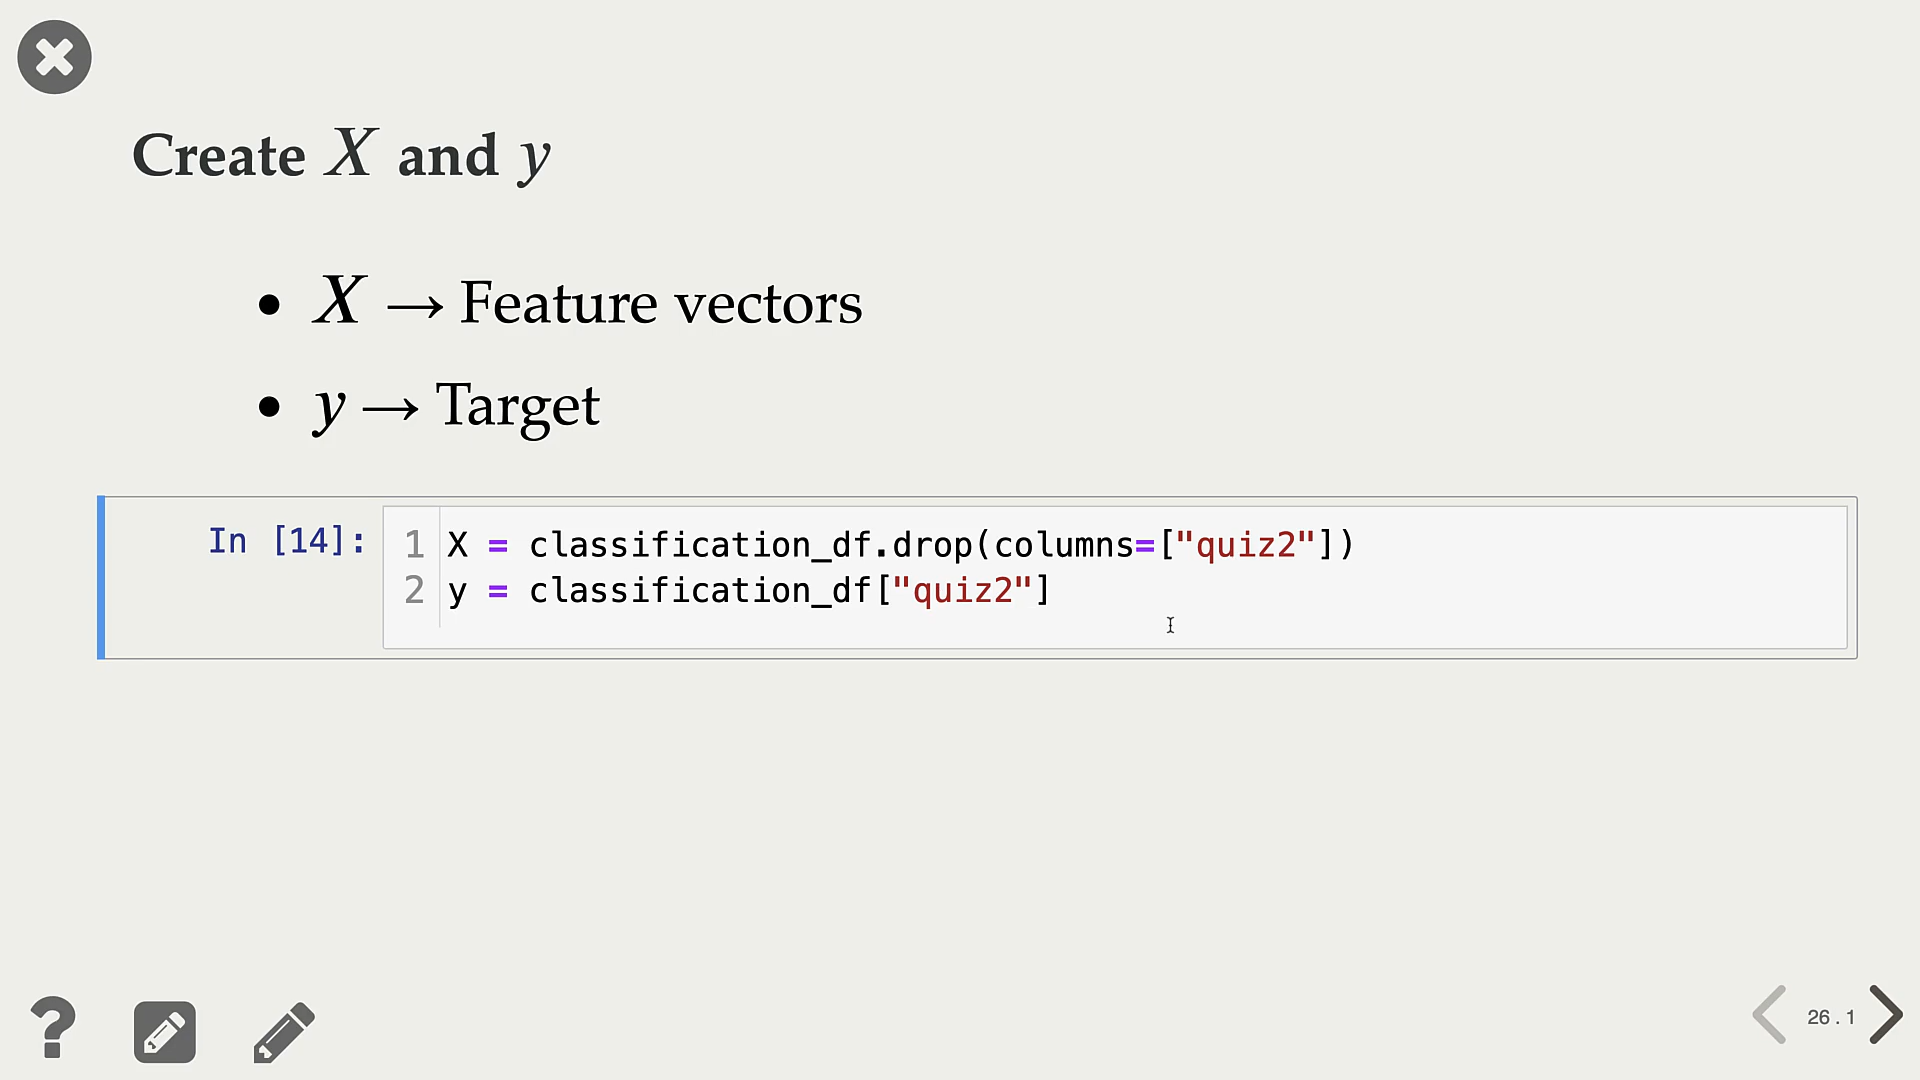 Create X and y
• X → Feature vectors
• y → Target
In [14]:
1 X = classification_df.drop(columns=["quiz2"])
2 y = classification_df["quiz2"]
26 . 1